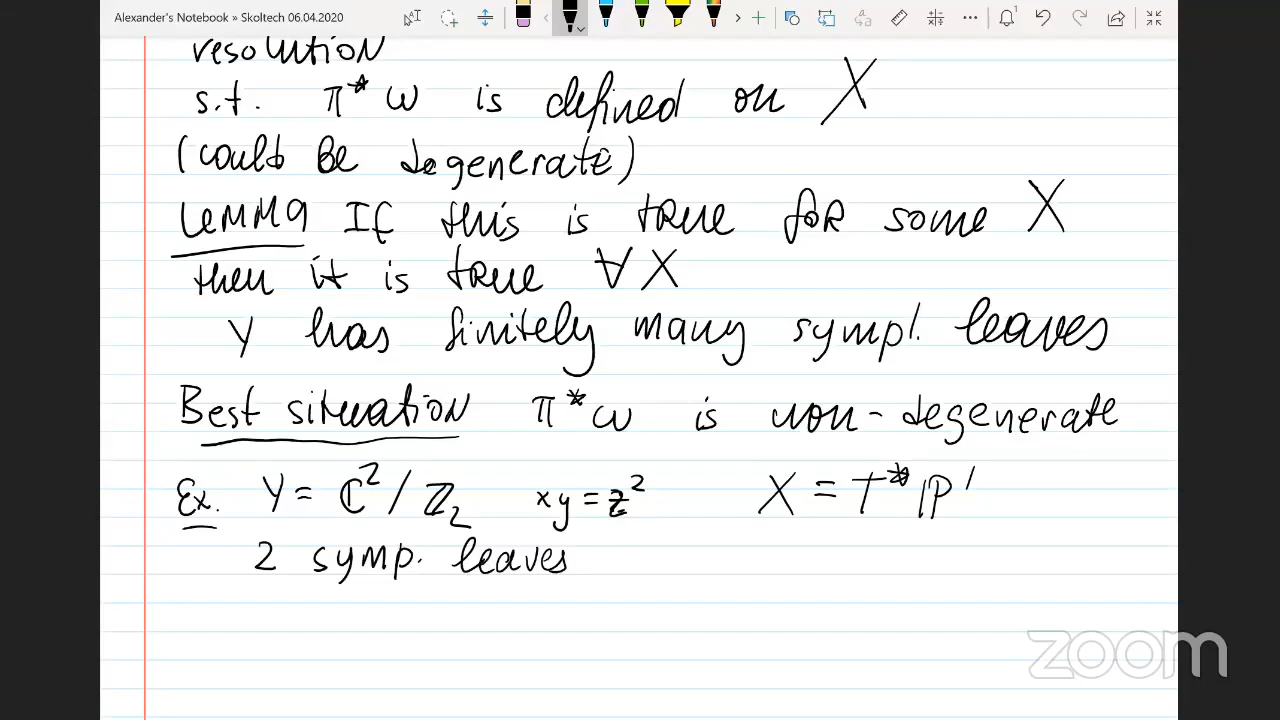 Alexander's Notebook » Skoltech 06.04.2020
resolution
s.t. π* ω is defined on X
(could be degenerate)
Lemma If this is true for some X
then it is true ∀ X
Y has finitely many sympl. leaves
Best situation π* ω is non-degenerate
Ex. Y = ℂ²/ℤ₂ xy = z² X = T*ℙ¹
2 symp. leaves
zoom